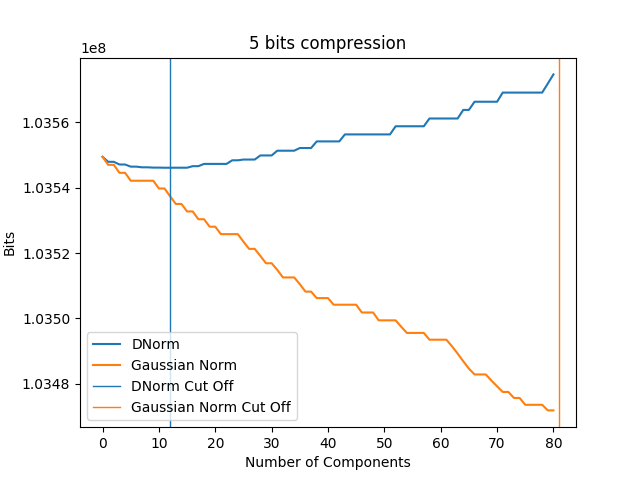 5 bits compression
1e8
1.0356
1.0354
1.0352
1.0350
1.0348
Bits
DNorm
Gaussian Norm
DNorm Cut Off
Gaussian Norm Cut Off
0 10 20 30 40 50 60 70 80
Number of Components